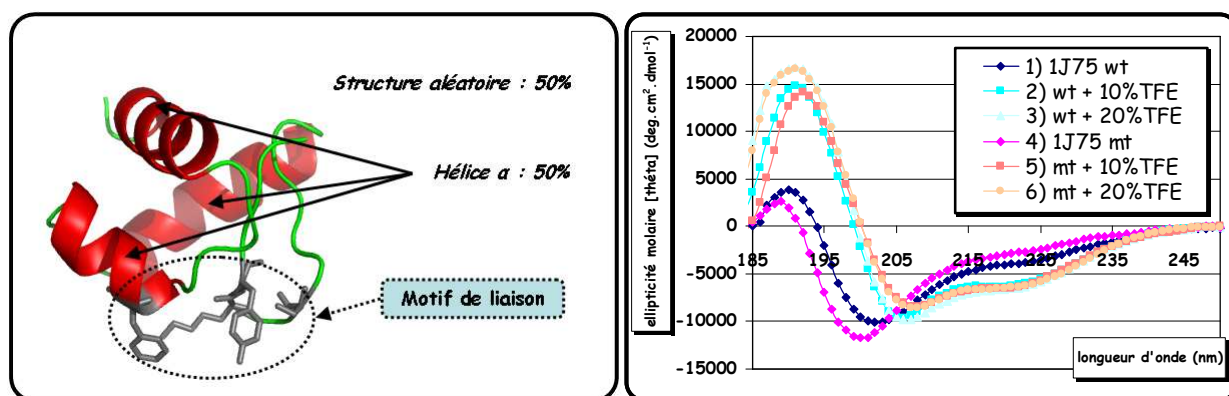 Structure aléatoire : 50%
Hélice α : 50%
Motif de liaison
ellipticité molaire [thêta] (deg.cm².dmol⁻¹)
20000
15000
10000
5000
0
-5000
-10000
-15000
185
195
205
215
225
235
245
1) 1J75 wt
2) wt + 10%TFE
3) wt + 20%TFE
4) 1J75 mt
5) mt + 10%TFE
6) mt + 20%TFE
longueur d'onde (nm)